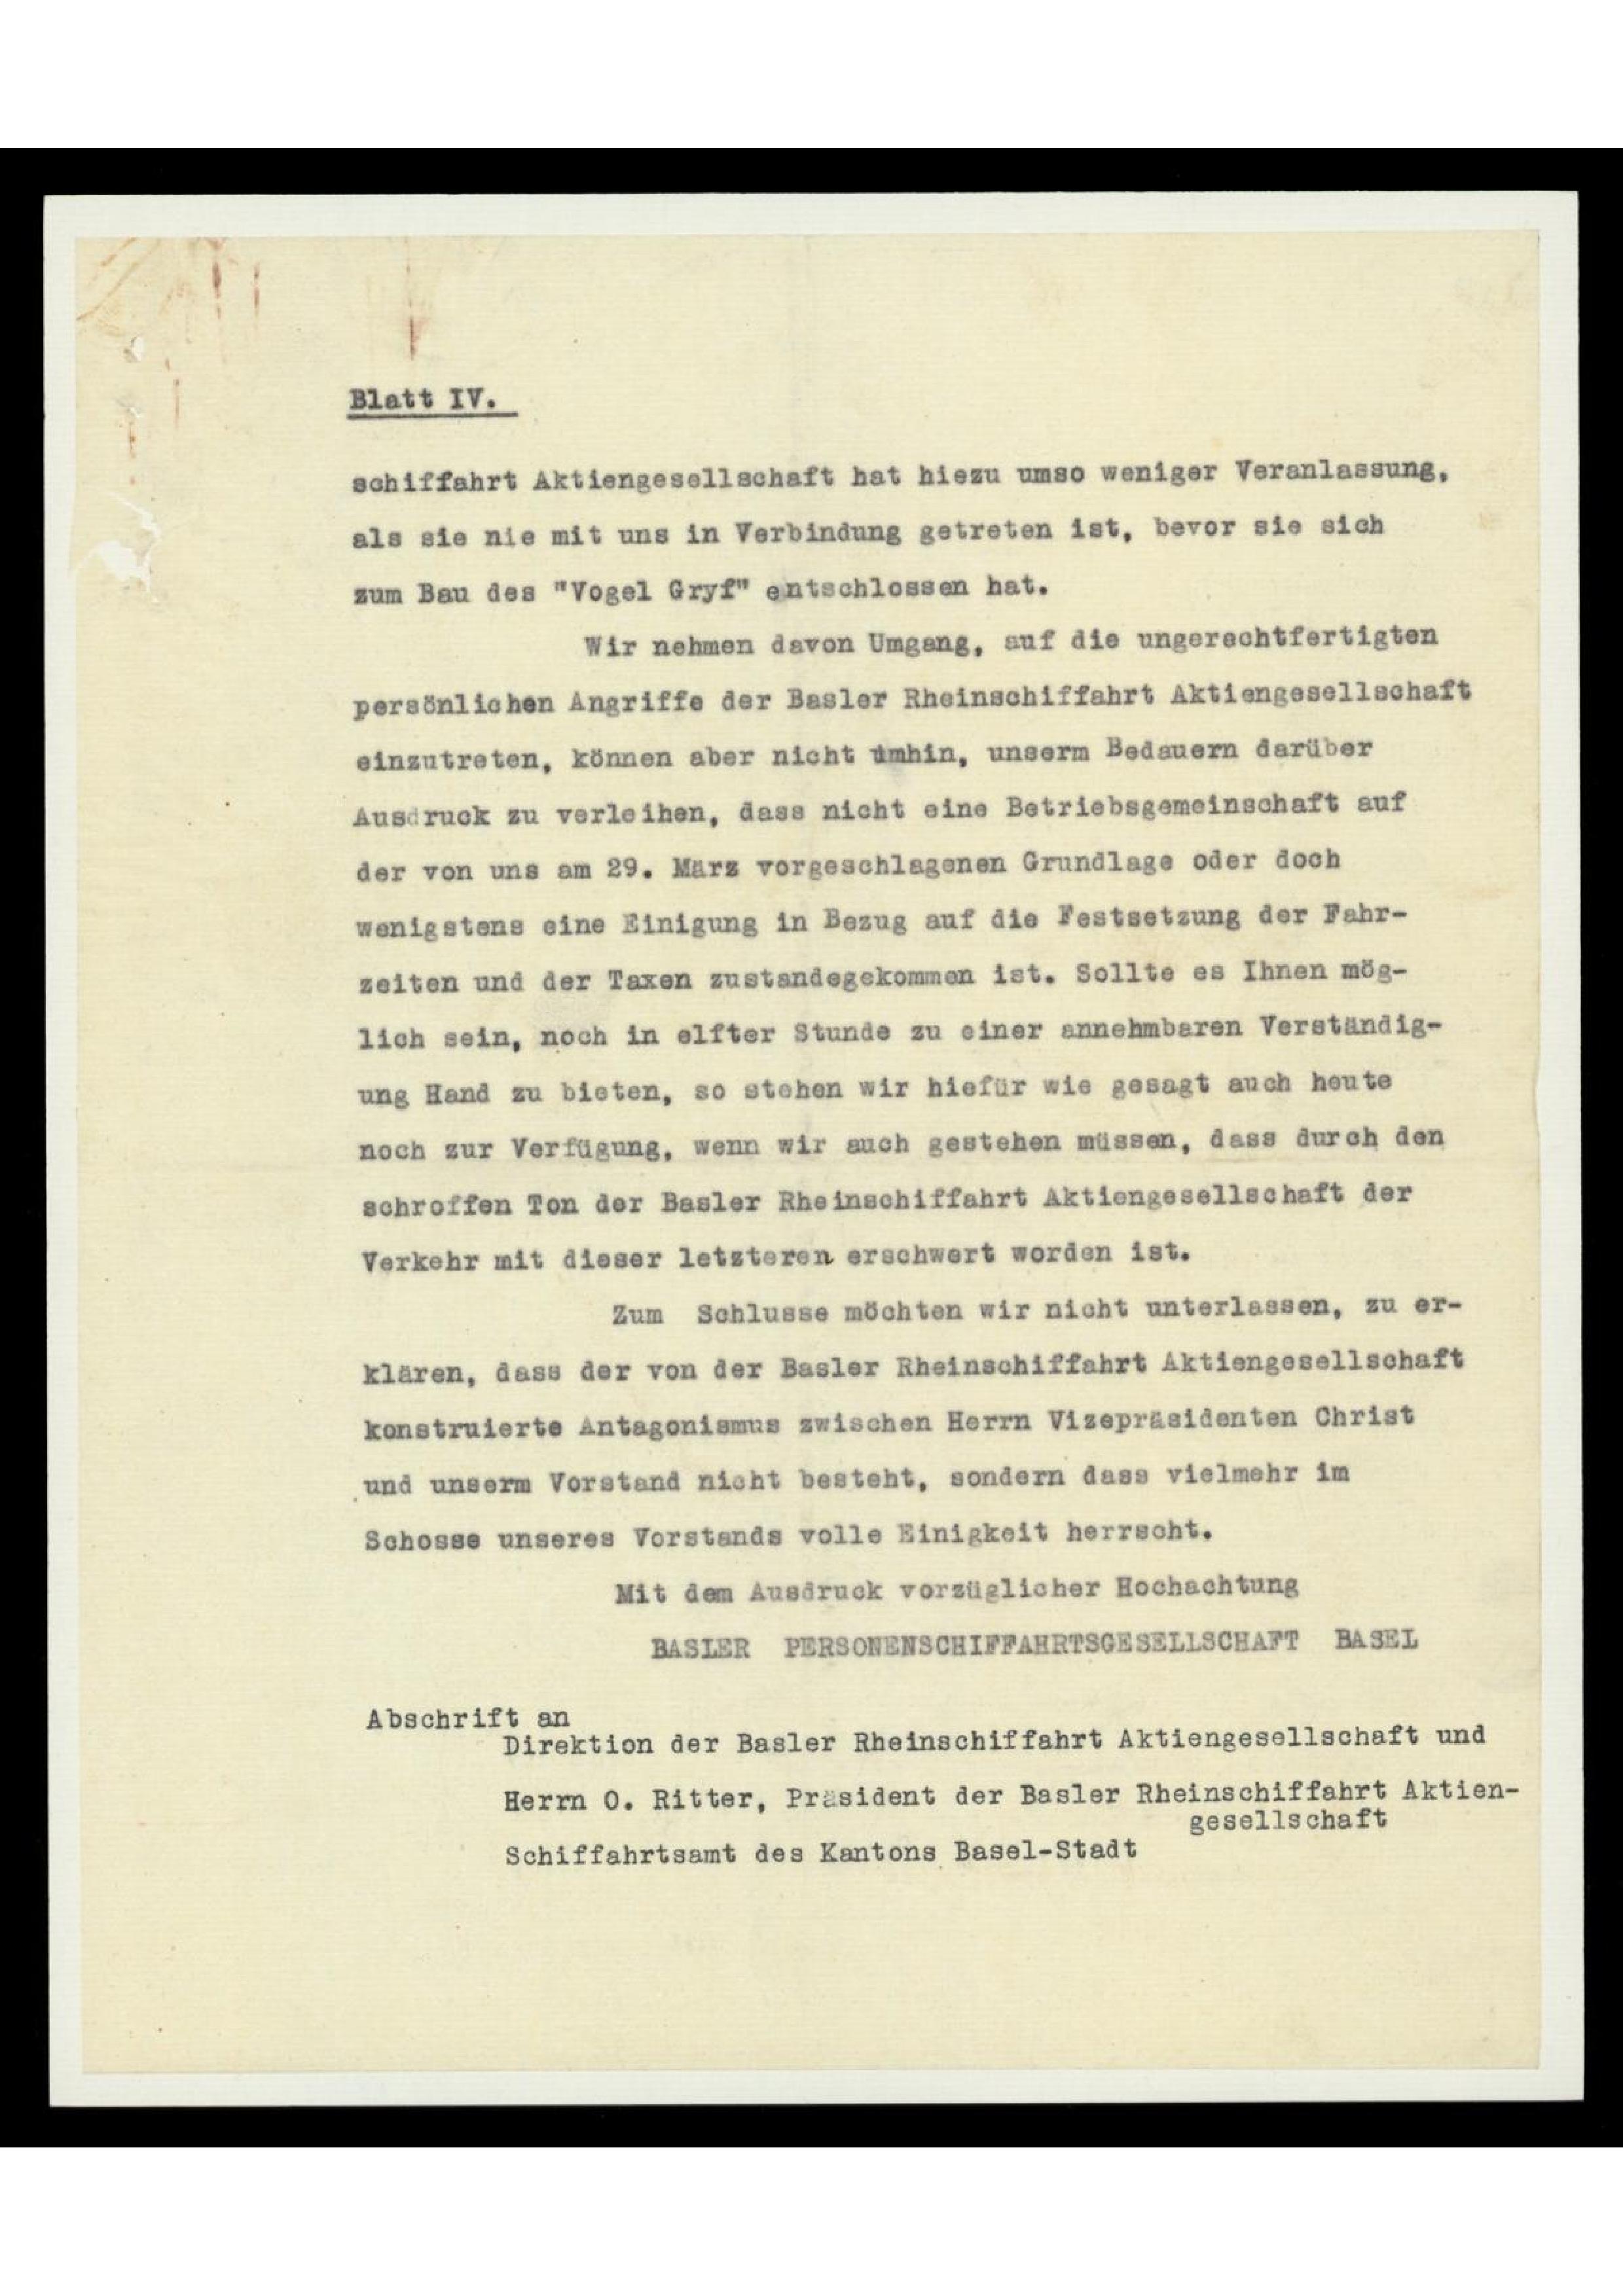 Blatt IV.
schiffahrt Aktiengesellschaft hat hiezu umso weniger Veranlassung,
als sie nie mit uns in Verbindung getreten ist, bevor sie sich
zum Bau des "Vogel Gryf" entschlossen hat.
Wir nehmen davon Umgang, auf die ungerechtfertigten
persönlichen Angriffe der Basler Rheinschiffahrt Aktiengesellschaft
einzutreten, können aber nicht umhin, unserm Bedauern darüber
Ausdruck zu verleihen, dass nicht eine Betriebsgemeinschaft auf
der von uns am 29. März vorgeschlagenen Grundlage oder doch
wenigstens eine Einigung in Bezug auf die Festsetzung der Fahr-
zeiten und der Taxen zustandegekommen ist. Sollte es Ihnen mög-
lich sein, noch in elfter Stunde zu einer annehmbaren Verständig-
ung Hand zu bieten, so stehen wir hiefür wie gesagt auch heute
noch zur Verfügung, wenn wir auch gestehen müssen, dass durch den
schroffen Ton der Basler Rheinschiffahrt Aktiengesellschaft der
Verkehr mit dieser letzteren erschwert worden ist.
Zum Schlusse möchten wir nicht unterlassen, zu er-
klären, dass der von der Basler Rheinschiffahrt Aktiengesellschaft
konstruierte Antagonismus zwischen Herrn Vizepräsidenten Christ
und unserm Vorstand nicht besteht, sondern dass vielmehr im
Schosse unseres Vorstands volle Einigkeit herrscht.
Mit dem Ausdruck vorzüglicher Hochachtung
BASLER PERSONENSCHIFFAHRTSGESELLSCHAFT BASEL
Abschrift an
Direktion der Basler Rheinschiffahrt Aktiengesellschaft und
Herrn O. Ritter, Präsident der Basler Rheinschiffahrt Aktien-
gesellschaft
Schiffahrtsamt des Kantons Basel-Stadt